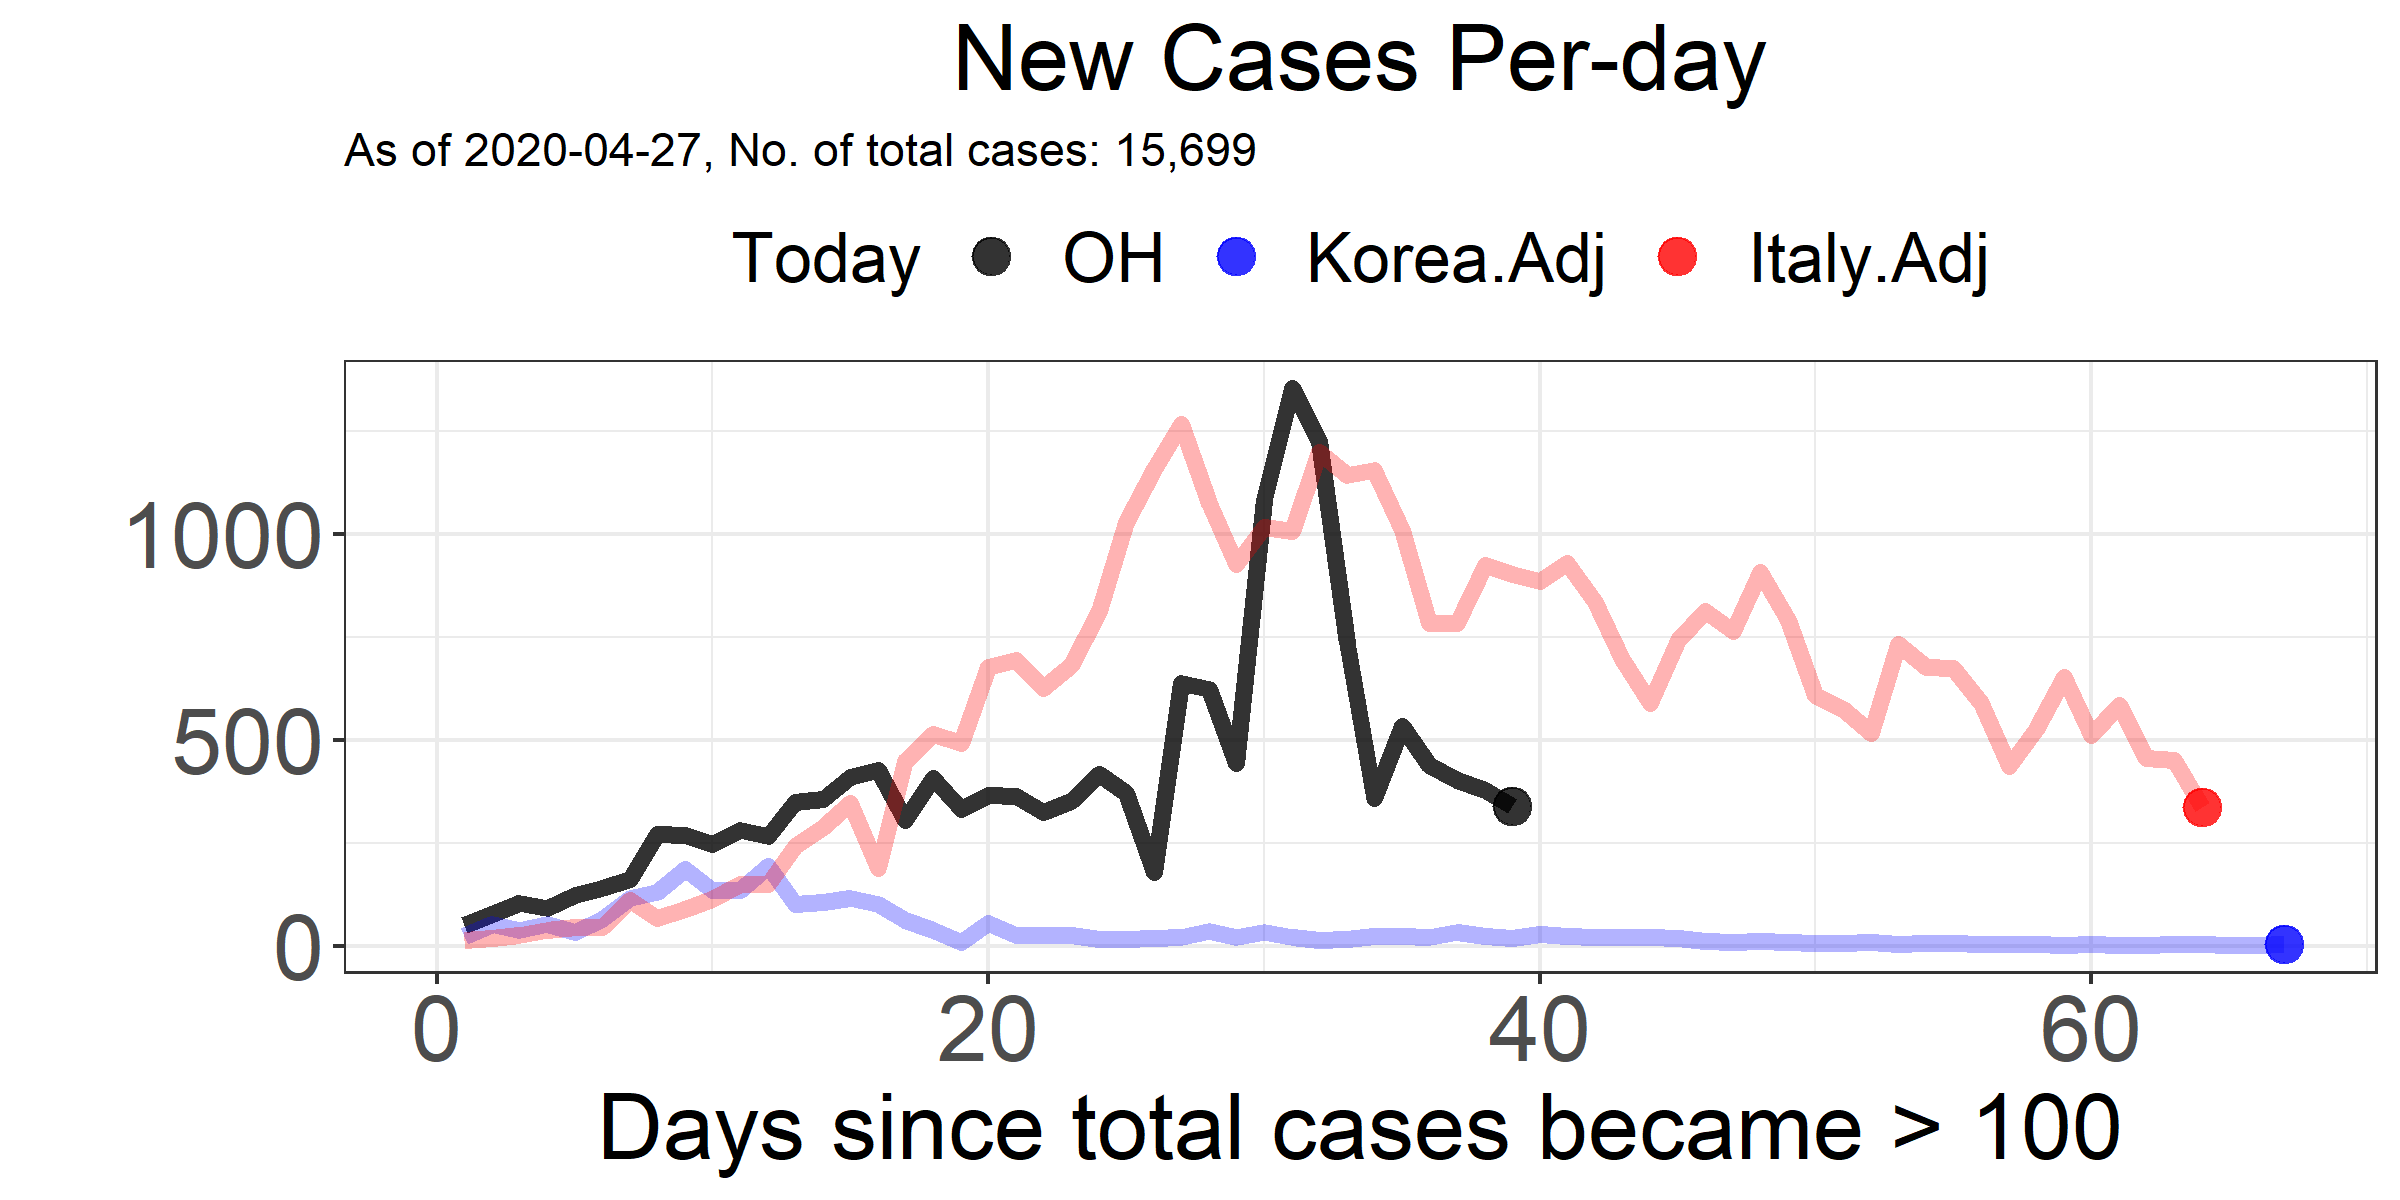 New Cases Per-day
As of 2020-04-27, No. of total cases: 15,699
Today OH Korea.Adj Italy.Adj
1000
500
0
0 20 40 60
Days since total cases became > 100